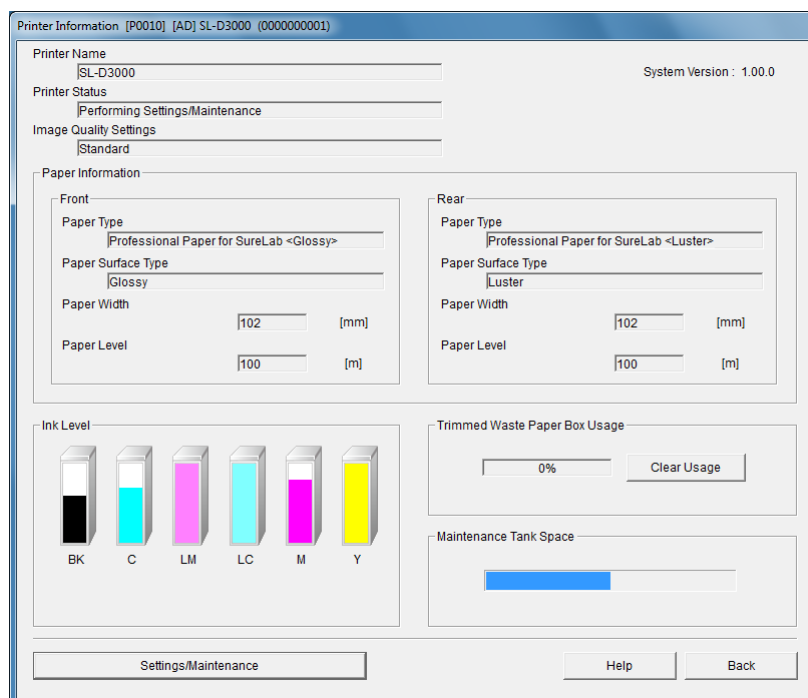 Printer Information [P0010] [AD] SL-D3000 (0000000001)
Printer Name
SL-D3000
System Version : 1.00.0
Printer Status
Performing Settings/Maintenance
Image Quality Settings
Standard
Paper Information
Front
Paper Type
Professional Paper for SureLab <Glossy>
Paper Surface Type
Glossy
Paper Width
102 [mm]
Paper Level
100 [m]
Rear
Paper Type
Professional Paper for SureLab <Luster>
Paper Surface Type
Luster
Paper Width
102 [mm]
Paper Level
100 [m]
Ink Level
BK C LM LC M Y
Trimmed Waste Paper Box Usage
0% Clear Usage
Maintenance Tank Space
Settings/Maintenance Help Back